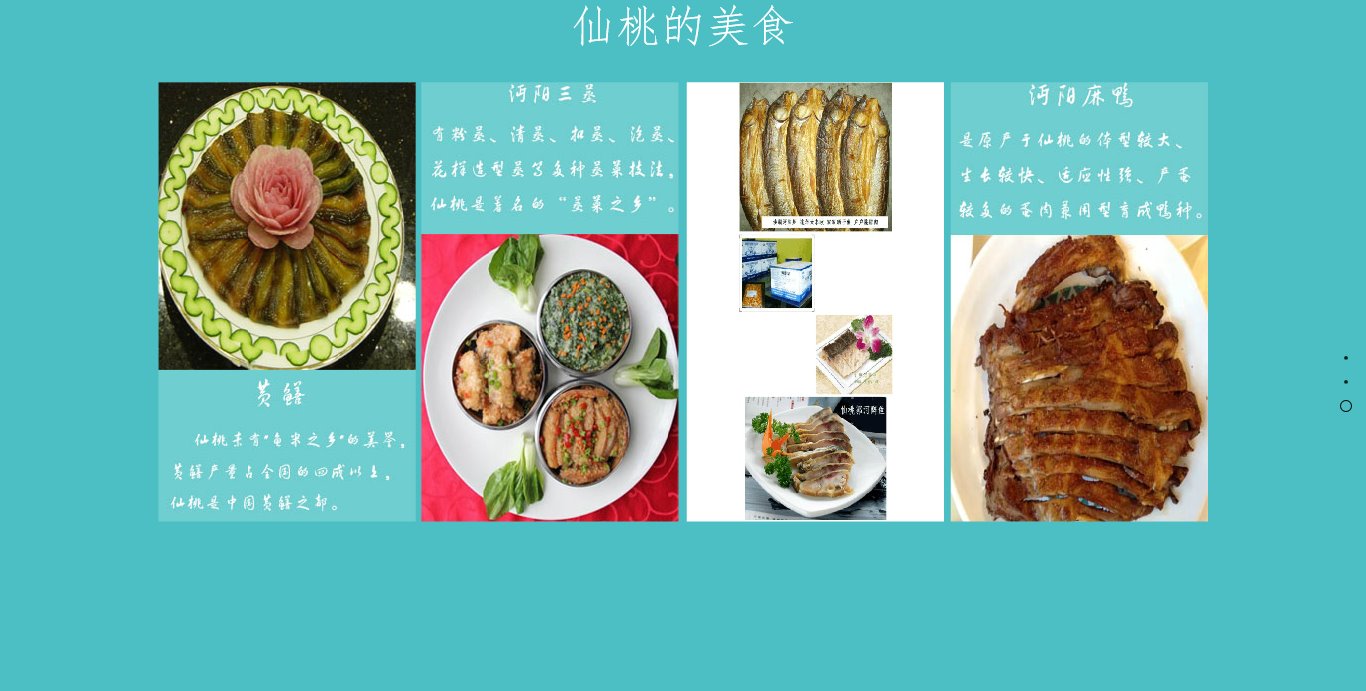 仙桃的美食
黄鳝
仙桃素有"鱼米之乡"的美誉。
黄鳝产量占全国的四成以上。
仙桃是中国黄鳝之都。
沔阳三蒸
有粉蒸、清蒸、扣蒸、泡蒸、
花样造型蒸等多种蒸菜技法。
仙桃是著名的“蒸菜之乡”。
仙桃郭河鲊鱼
沔阳麻鸭
是原产于仙桃的体型较大、
生长较快、适应性强、产蛋
较多的蛋肉兼用型育成鸭种。